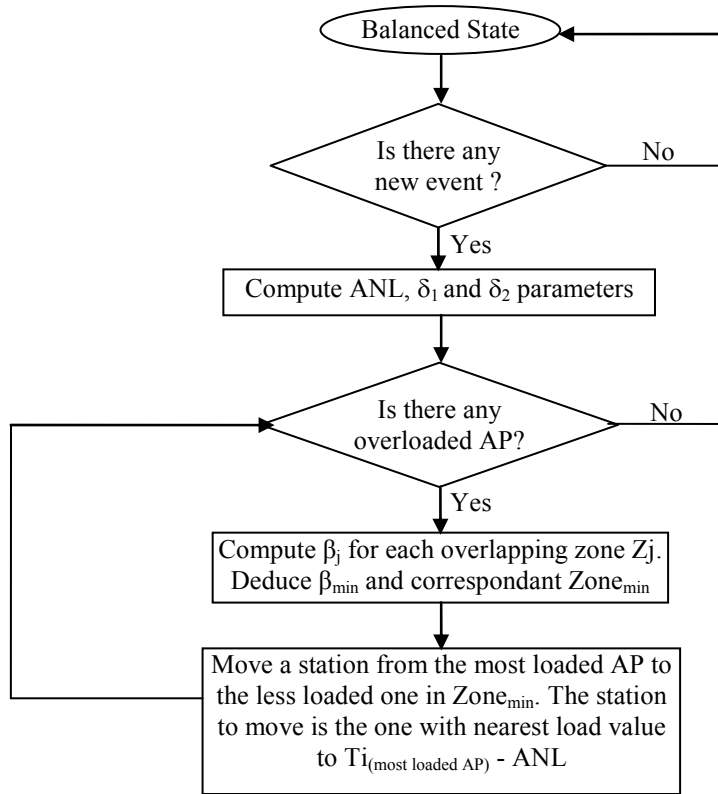 Balanced State
Is there any
No
new event ?
Yes
Compute ANL, δ₁ and δ₂ parameters
Is there any
No
overloaded AP?
Yes
Compute βⱼ for each overlapping zone Zj.
Deduce βmin and correspondant Zonemin
Move a station from the most loaded AP to
the less loaded one in Zonemin. The station
to move is the one with nearest load value
to Ti(most loaded AP) - ANL